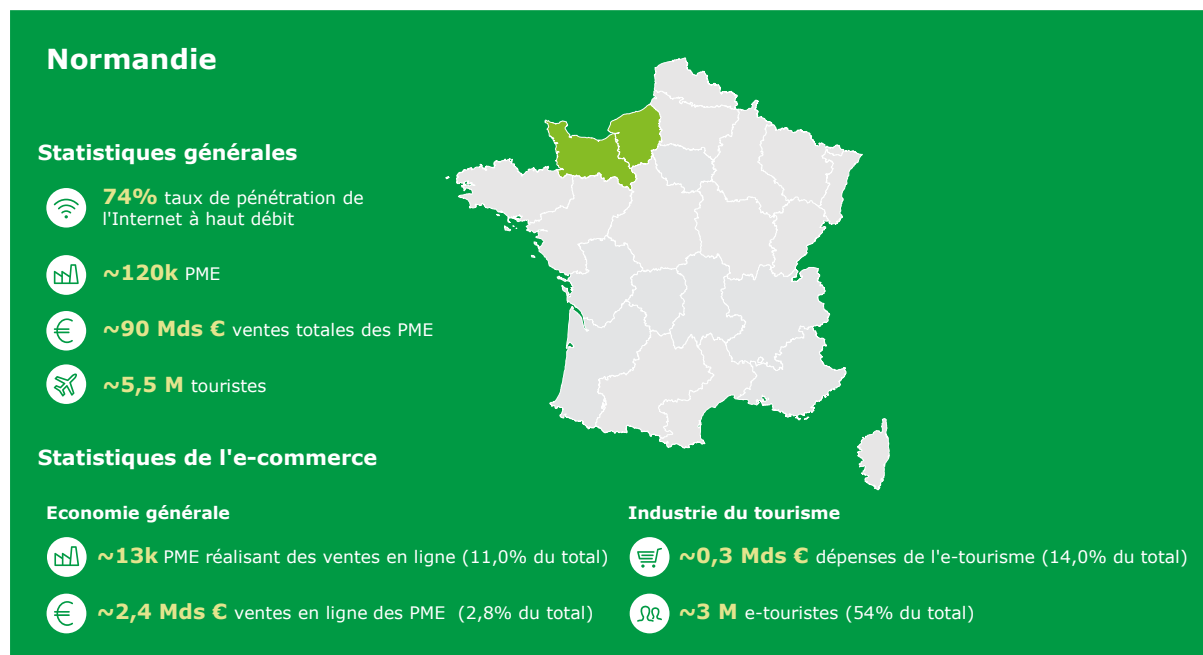 Normandie
Statistiques générales
74% taux de pénétration de
l'Internet à haut débit
~120k PME
~90 Mds € ventes totales des PME
~5,5 M touristes
Statistiques de l'e-commerce
Economie générale
~13k PME réalisant des ventes en ligne (11,0% du total)
~2,4 Mds € ventes en ligne des PME (2,8% du total)
Industrie du tourisme
~0,3 Mds € dépenses de l'e-tourisme (14,0% du total)
~3 M e-touristes (54% du total)